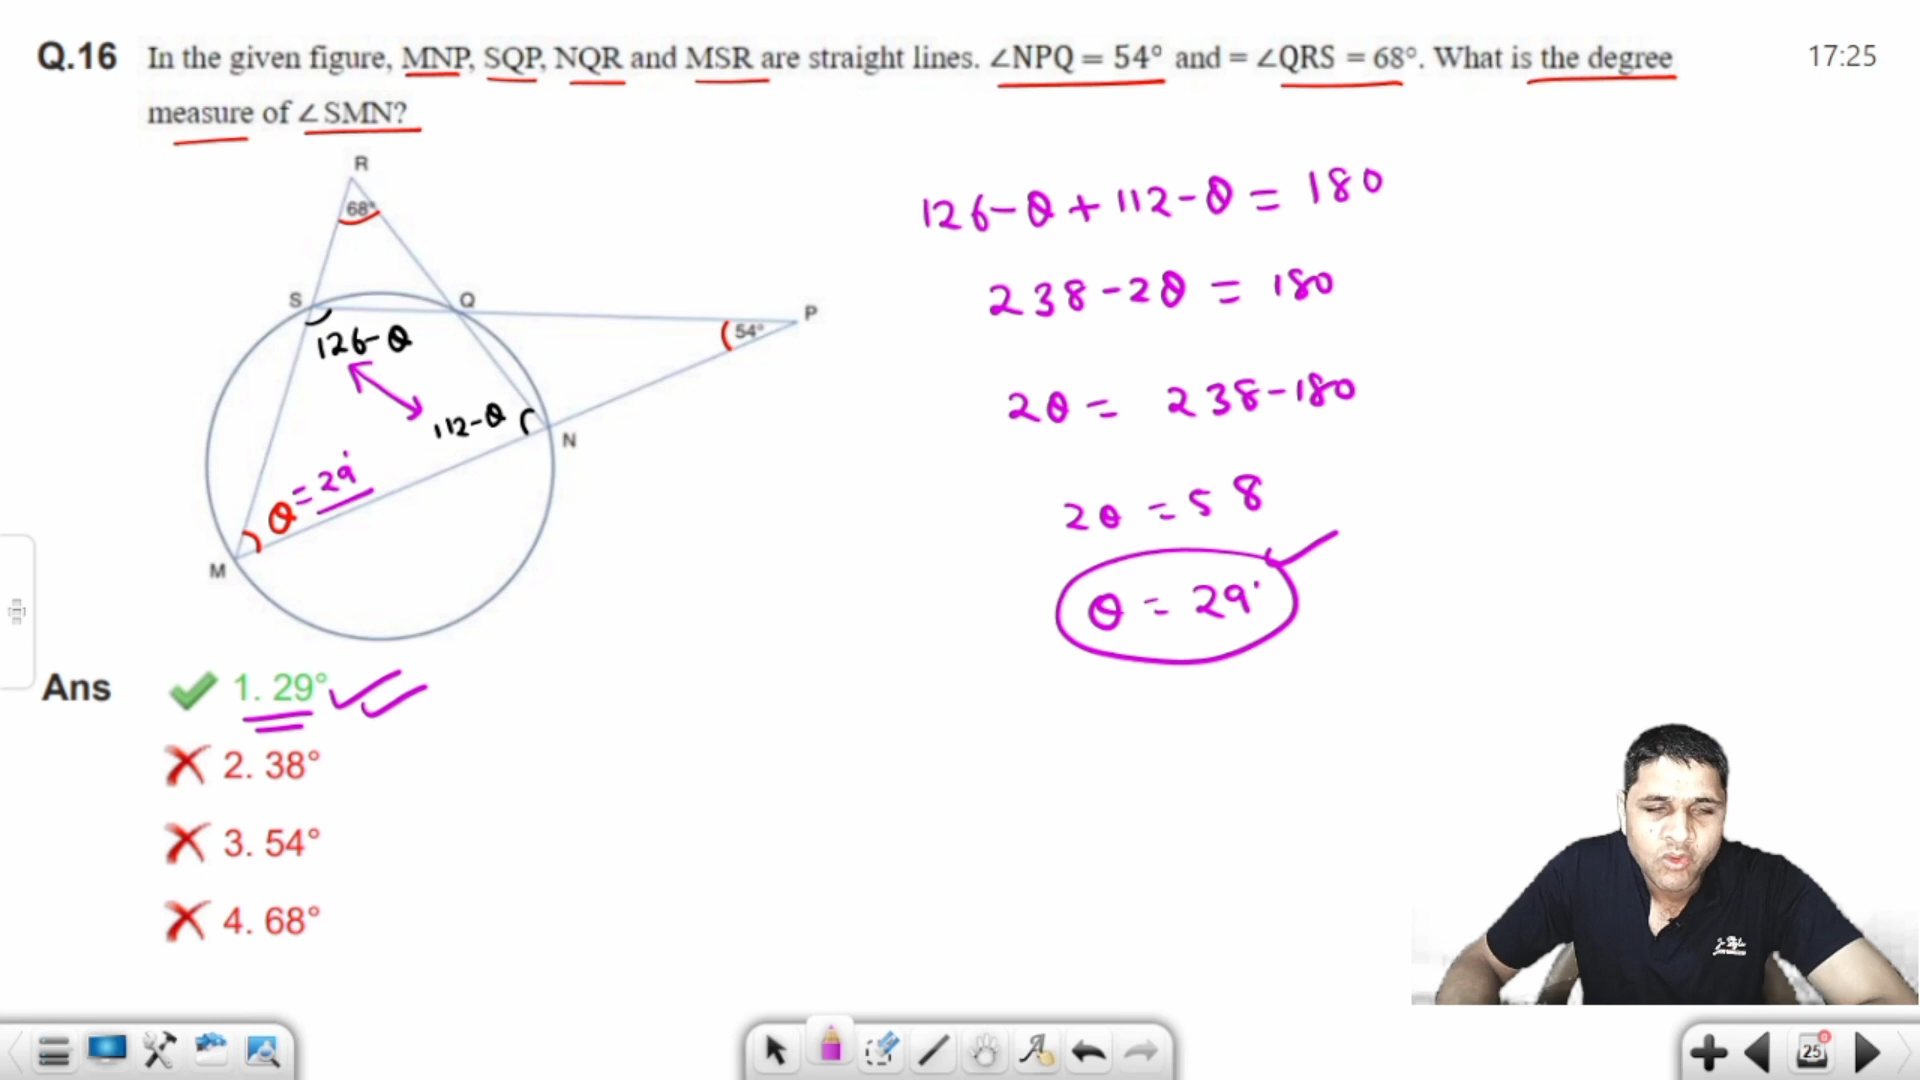 Q.16 In the given figure, MNP, SQP, NQR and MSR are straight lines. ∠NPQ = 54° and = ∠QRS = 68°. What is the degree
measure of ∠SMN?
17:25
R
68°
S
Q
P
54°
126-θ
112-θ
N
θ = 29°
M
126-θ + 112-θ = 180
238-2θ = 180
2θ = 238-180
2θ = 58
θ = 29°
Ans
1. 29°
2. 38°
3. 54°
4. 68°
25
0